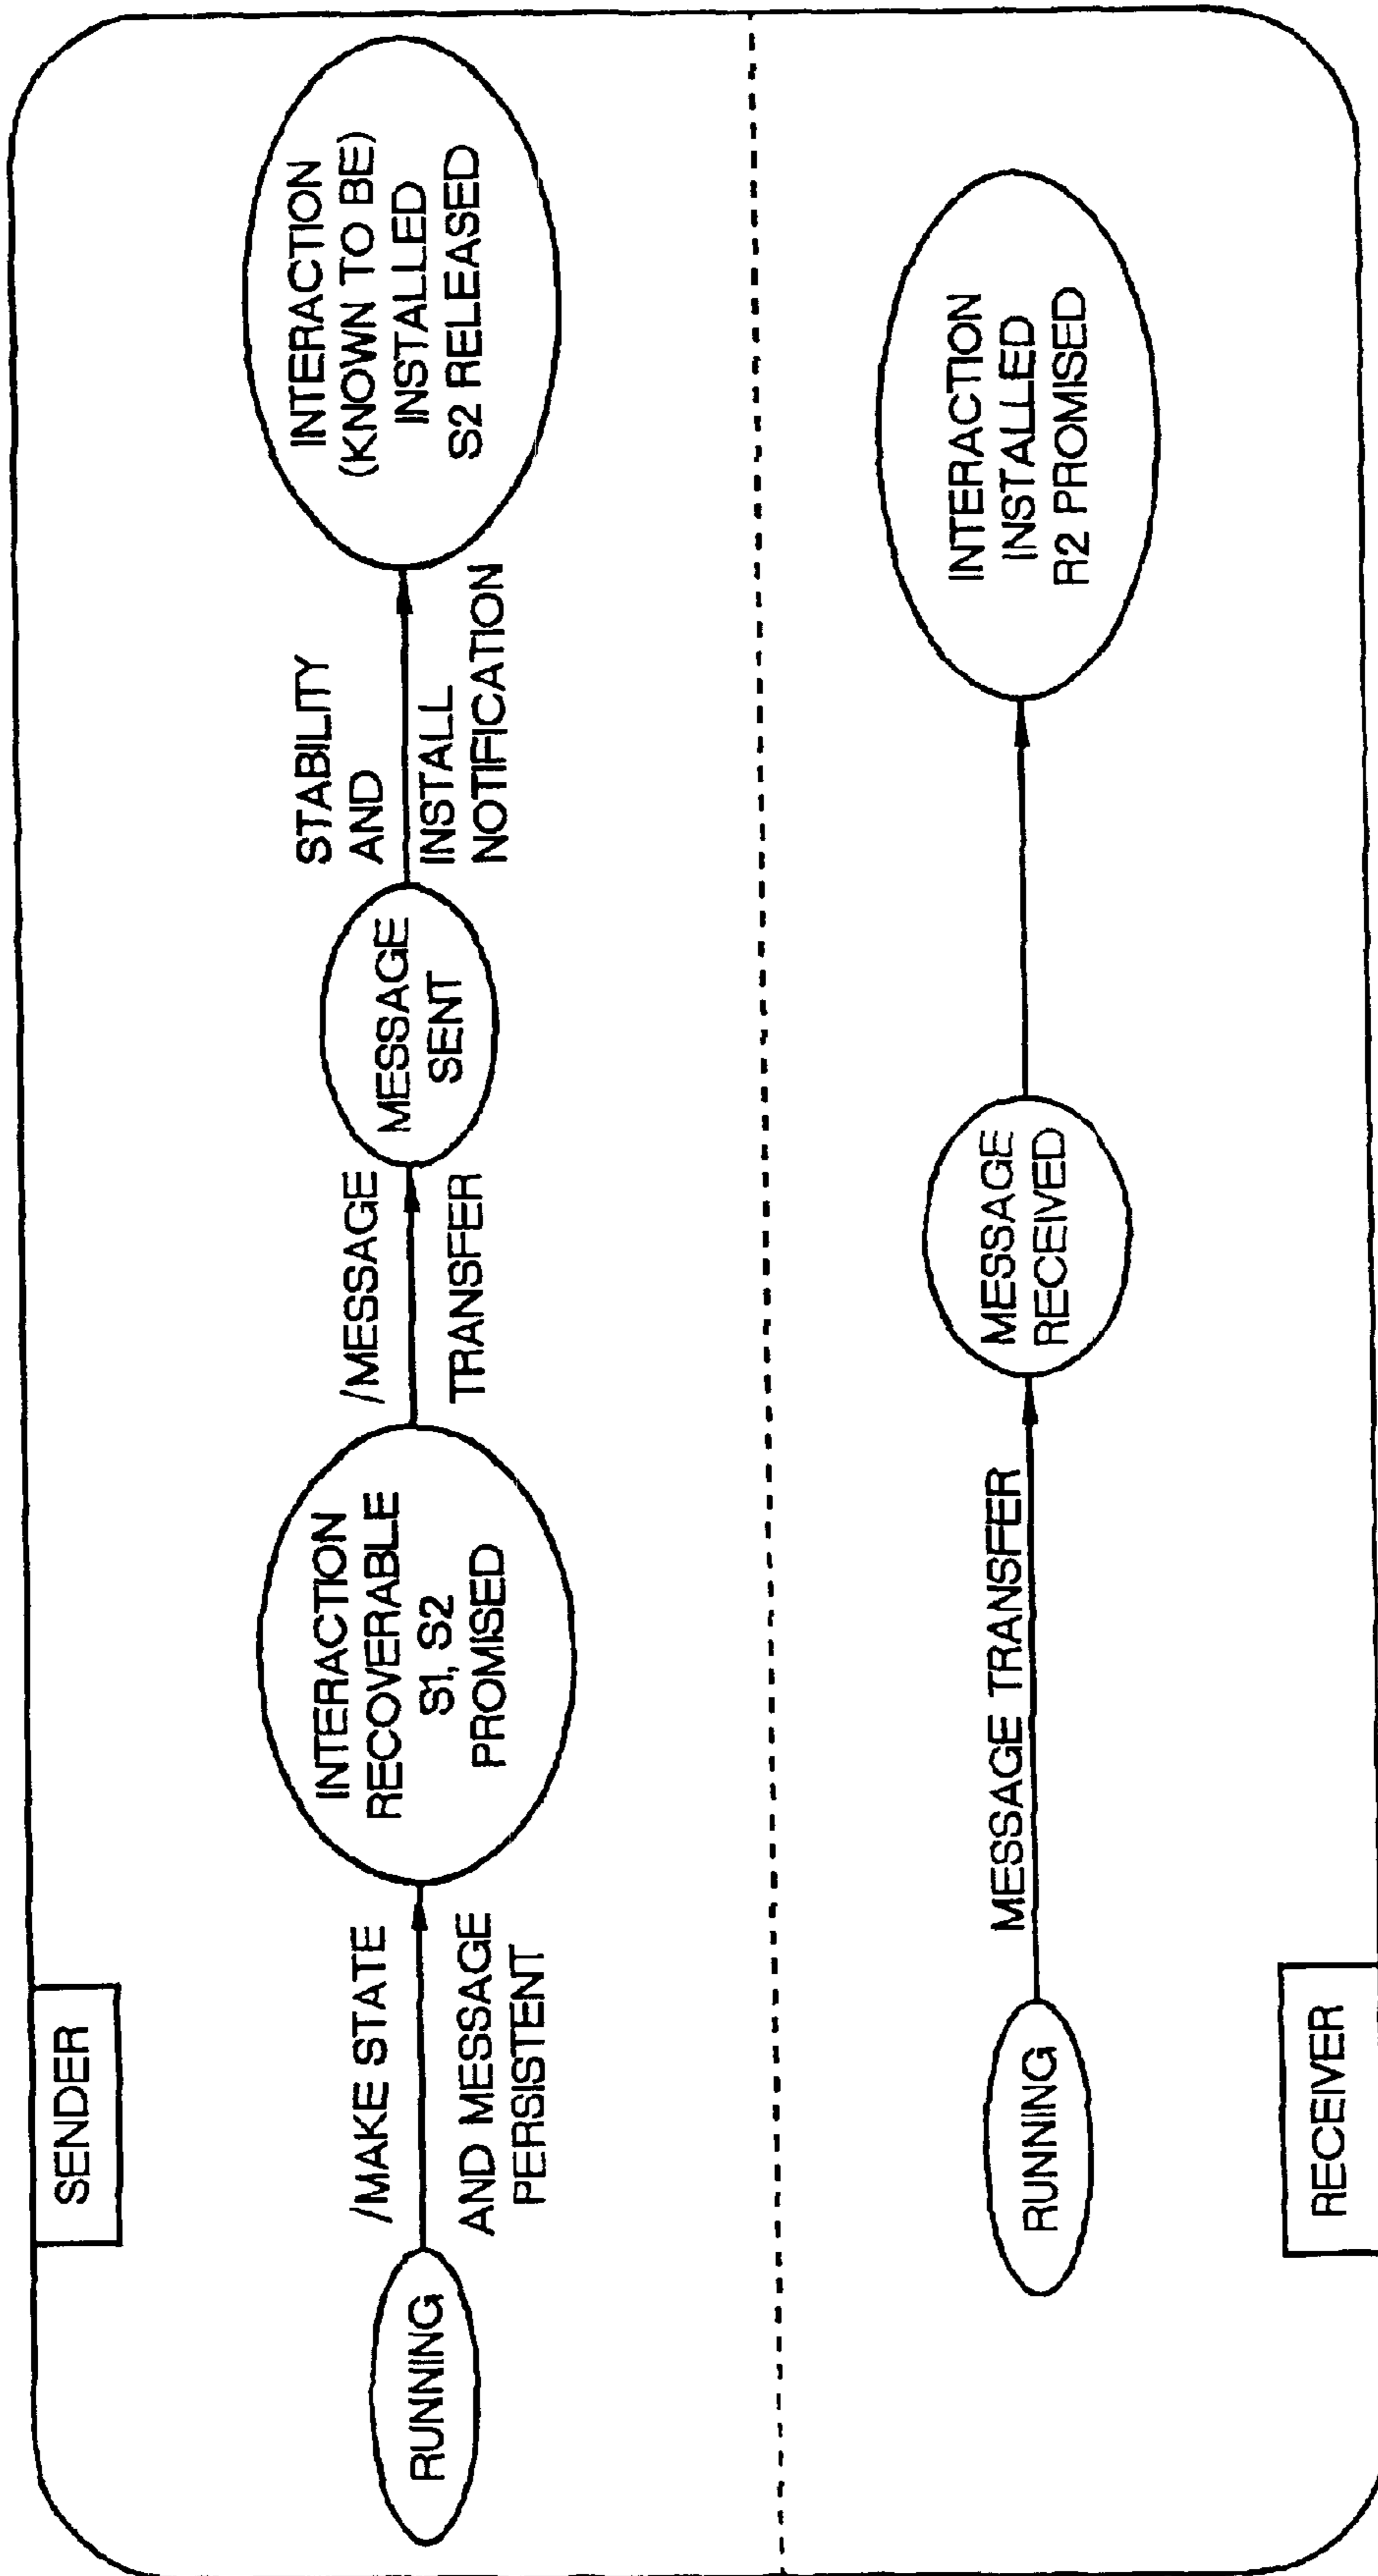 SENDER
RUNNING
/MAKE STATE
AND MESSAGE
PERSISTENT
INTERACTION
RECOVERABLE
S1, S2
PROMISED
/MESSAGE
TRANSFER
MESSAGE
SENT
STABILITY
AND
INSTALL
NOTIFICATION
INTERACTION
(KNOWN TO BE)
INSTALLED
S2 RELEASED
RUNNING
MESSAGE TRANSFER
MESSAGE
RECEIVED
INTERACTION
INSTALLED
R2 PROMISED
RECEIVER